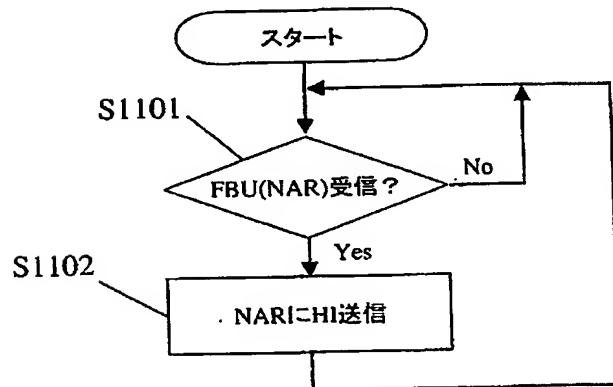 スタート
S1101
FBU(NAR)受信?
No
Yes
S1102
NARにHI送信